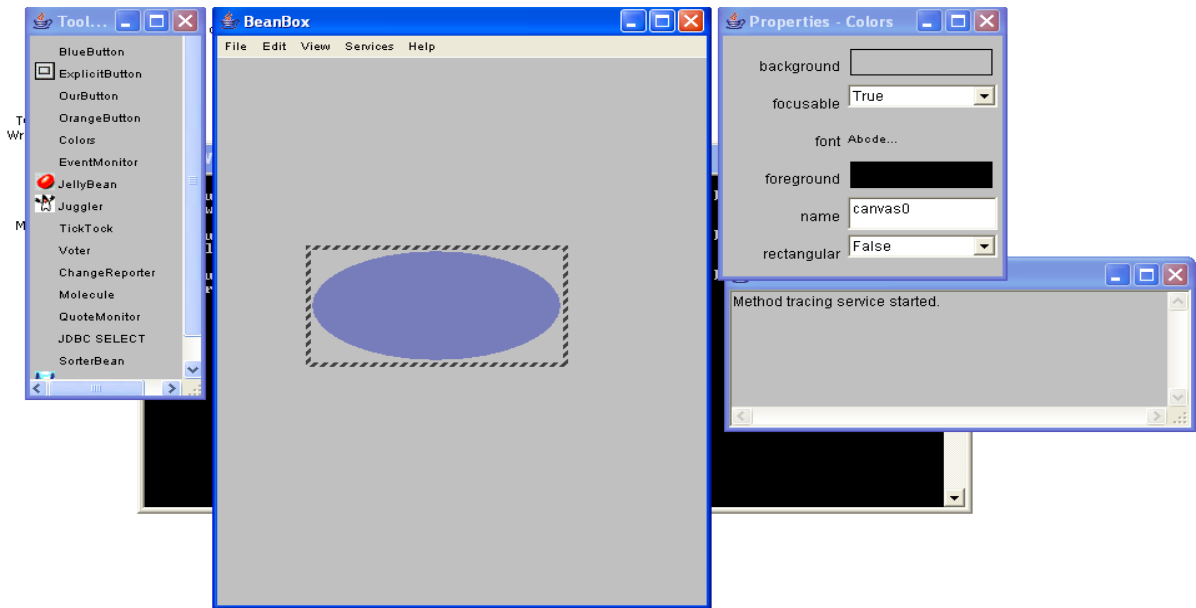 Tool...
BlueButton
ExplicitButton
OurButton
OrangeButton
Colors
EventMonitor
JellyBean
Juggler
TickTock
Voter
ChangeReporter
Molecule
QuoteMonitor
JDBC SELECT
SorterBean
BeanBox
File Edit View Services Help
Properties - Colors
background
focusable True
font Abcde...
foreground
name canvas0
rectangular False
Method tracing service started.